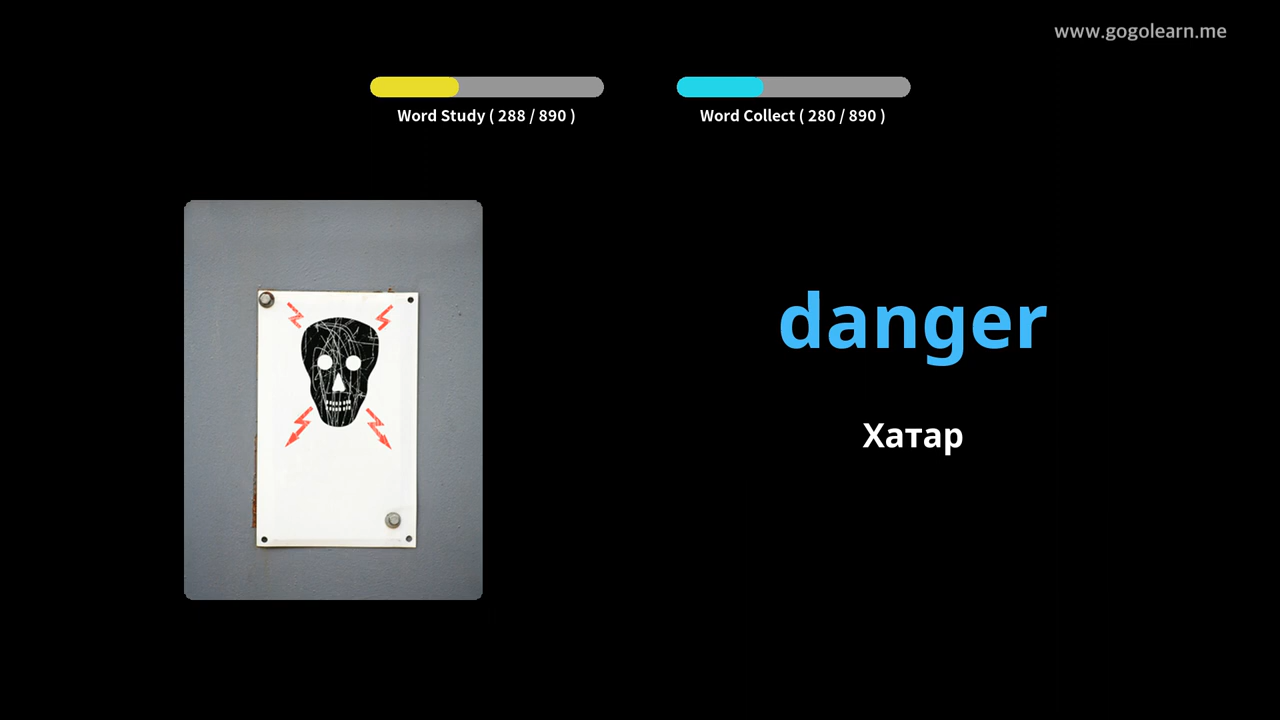 www.gogolearn.me
Word Study ( 288 / 890 )
Word Collect ( 280 / 890 )
danger
Хатар